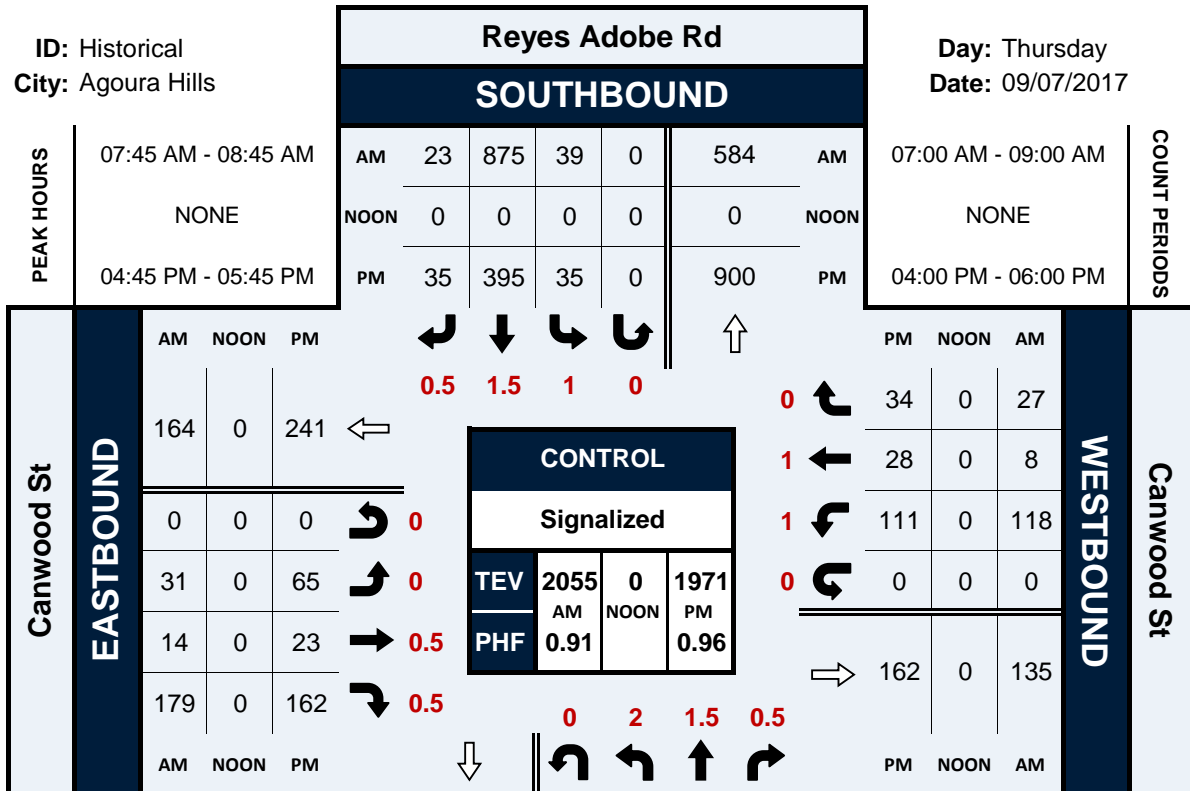 Reyes Adobe Rd
SOUTHBOUND
ID: Historical
City: Agoura Hills
Day: Thursday
Date: 09/07/2017
PEAK HOURS
07:45 AM - 08:45 AM
NONE
04:45 PM - 05:45 PM
AM 23 875 39 0 584 AM
NOON 0 0 0 0 0 NOON
PM 35 395 35 0 900 PM
07:00 AM - 09:00 AM
NONE
04:00 PM - 06:00 PM
COUNT PERIODS
0.5 1.5 1 0
Canwood St
EASTBOUND
AM NOON PM
164 0 241
0 0 0 0
31 0 65 0
14 0 23 0.5
179 0 162 0.5
AM NOON PM
CONTROL
Signalized
TEV 2055 0 1971
AM NOON PM
PHF 0.91 0.96
PM NOON AM
0 34 0 27
1 28 0 8
1 111 0 118
0 0 0 0
162 0 135
PM NOON AM
WESTBOUND
Canwood St
0 2 1.5 0.5